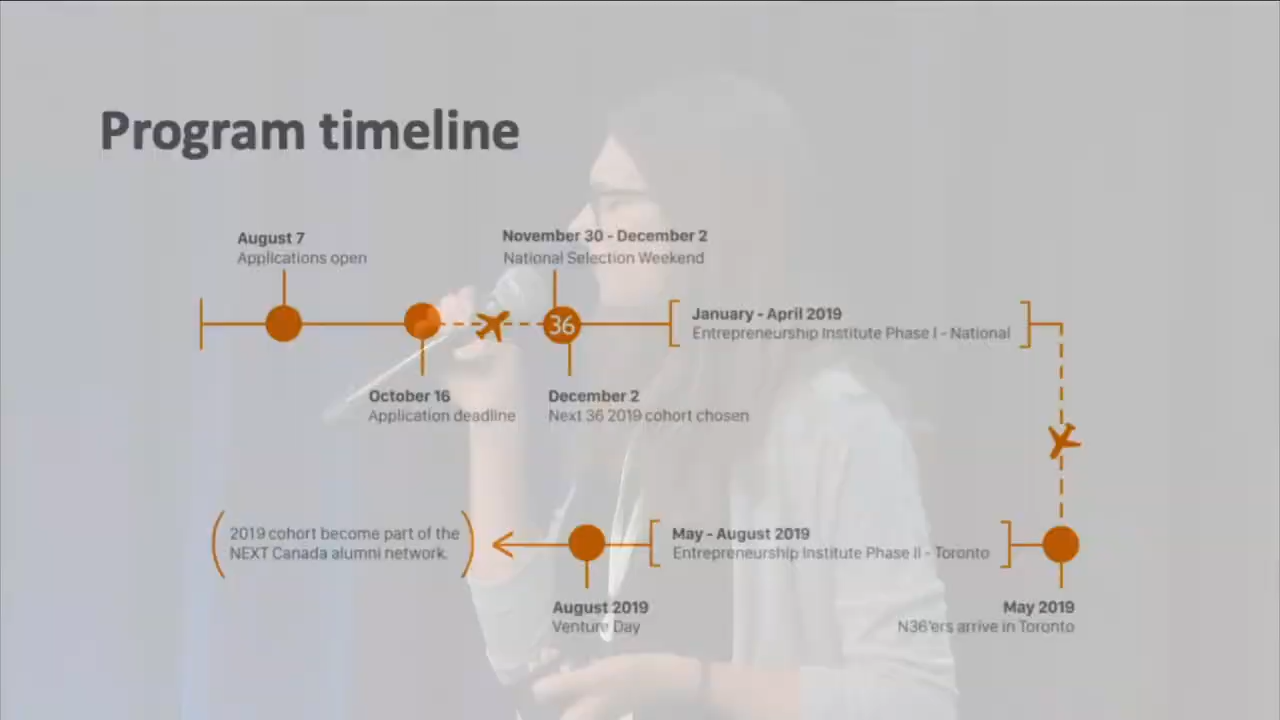 Program timeline
August 7
Applications open
November 30 - December 2
National Selection Weekend
36
January - April 2019
Entrepreneurship Institute Phase I - National
October 16
Application deadline
December 2
Next 36 2019 cohort chosen
2019 cohort become part of the
NEXT Canada alumni network.
May - August 2019
Entrepreneurship Institute Phase II - Toronto
August 2019
Venture Day
May 2019
N36'ers arrive in Toronto